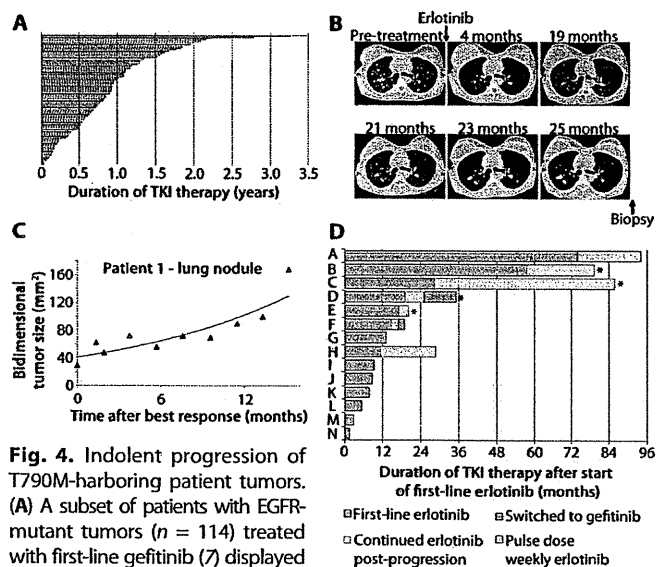 A
0 0.5 1.0 1.5 2.0 2.5 3.0 3.5
Duration of TKI therapy (years)
B
Erlotinib
Pre-treatment 4 months 19 months
21 months 23 months 25 months
Biopsy
C
Patient 1 - lung nodule
Bidimensional
tumor size (mm²)
160
120
80
40
0
0 6 12
Time after best response (months)
D
A
B *
C *
D *
E *
F
G
H
I
J
K
L
M
N
0 12 24 36 48 60 72 84 96
Duration of TKI therapy after start
of first-line erlotinib (months)
First-line erlotinib Switched to gefitinib
Continued erlotinib Pulse dose
post-progression weekly erlotinib
Fig. 4. Indolent progression of
T790M-harboring patient tumors.
(A) A subset of patients with EGFR-
mutant tumors (n = 114) treated
with first-line gefitinib (7) displayed